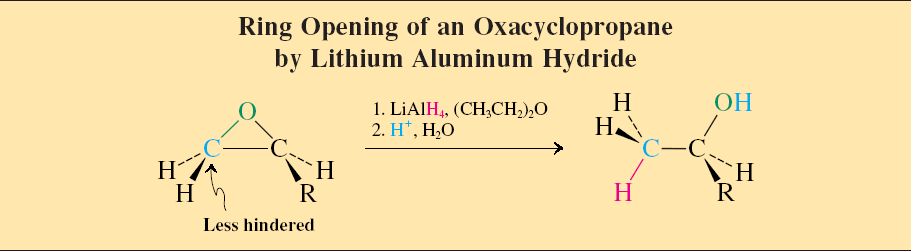 Ring Opening of an Oxacyclopropane
by Lithium Aluminum Hydride
1. LiAlH₄, (CH₃CH₂)₂O
2. H⁺, H₂O
O
C C
H H
H R
Less hindered
H OH
H
C—C
H H
R